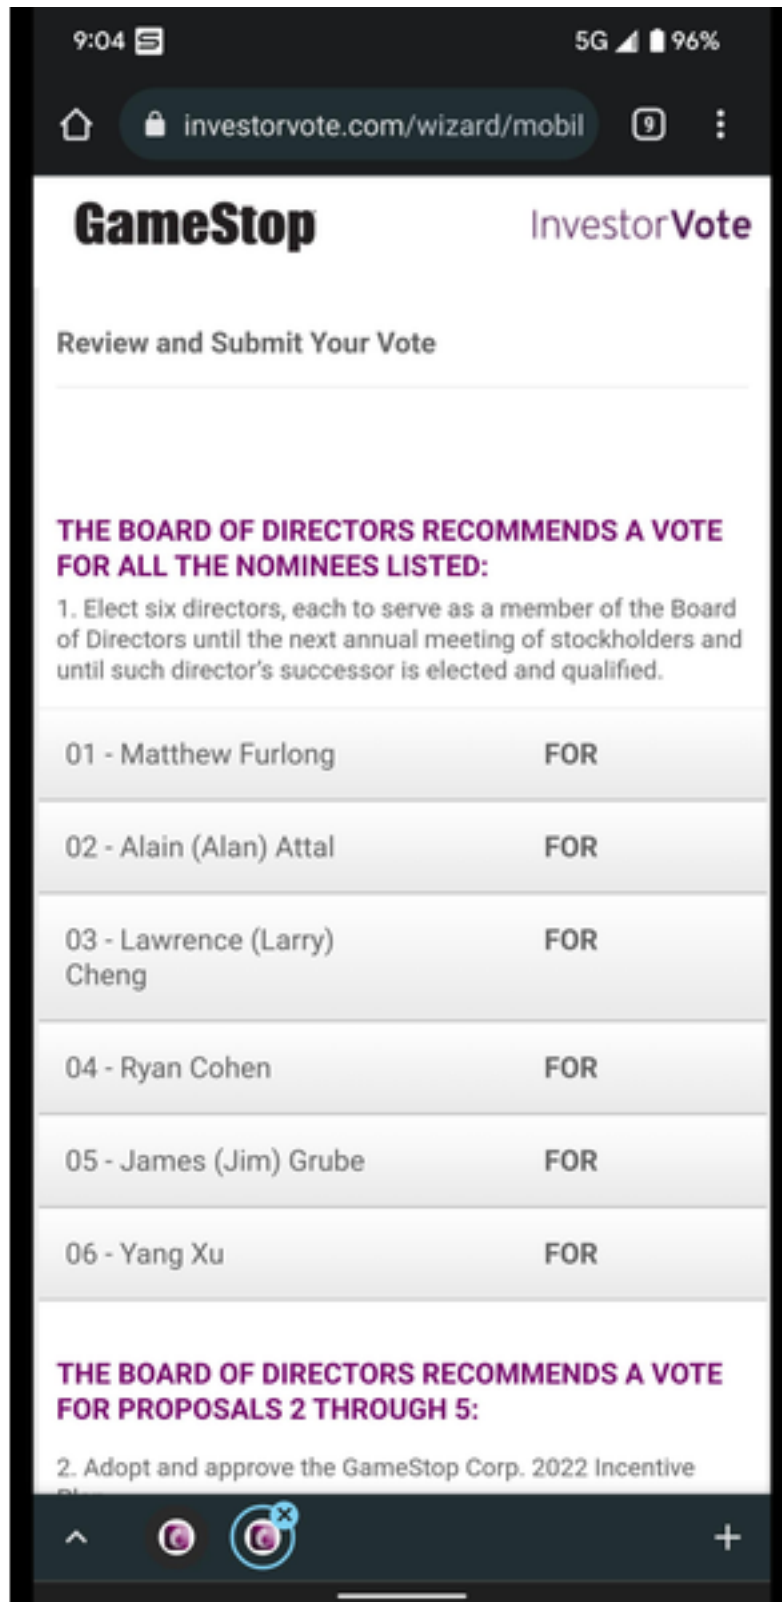 9:04
5G 96%
investorvote.com/wizard/mobil 9
GameStop InvestorVote
Review and Submit Your Vote
THE BOARD OF DIRECTORS RECOMMENDS A VOTE
FOR ALL THE NOMINEES LISTED:
1. Elect six directors, each to serve as a member of the Board
of Directors until the next annual meeting of stockholders and
until such director's successor is elected and qualified.
01 - Matthew Furlong FOR
02 - Alain (Alan) Attal FOR
03 - Lawrence (Larry) FOR
Cheng
04 - Ryan Cohen FOR
05 - James (Jim) Grube FOR
06 - Yang Xu FOR
THE BOARD OF DIRECTORS RECOMMENDS A VOTE
FOR PROPOSALS 2 THROUGH 5:
2. Adopt and approve the GameStop Corp. 2022 Incentive